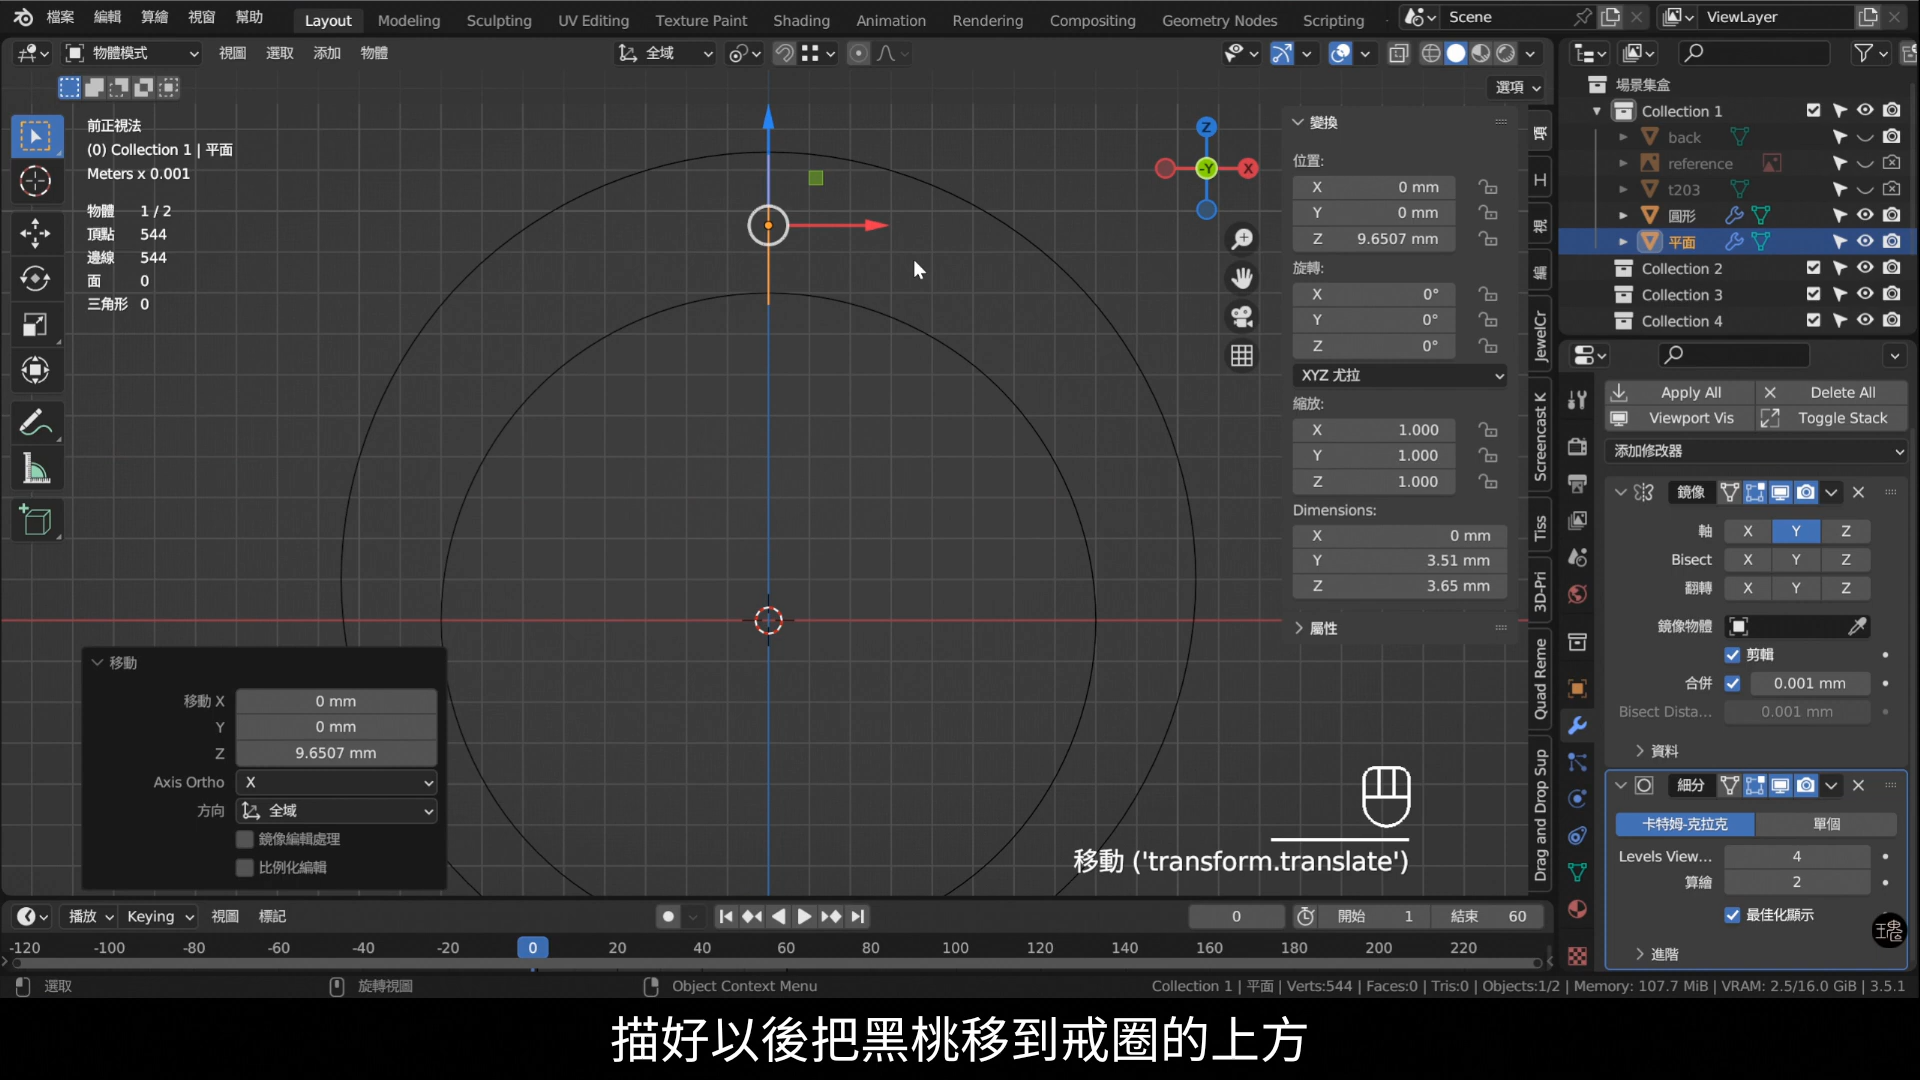 檔案 編輯 算繪 視窗 幫助 Layout Modeling Sculpting UV Editing Texture Paint Shading Animation Rendering Compositing Geometry Nodes Scripting Scene ViewLayer
物體模式 視圖 選取 添加 物體 全域
選項
前正視法
(0) Collection 1 | 平面
Meters x 0.001
物體 1 / 2
頂點 544
邊線 544
面 0
三角形 0
Z
-Y
X
變換
位置:
X 0 mm
Y 0 mm
Z 9.6507 mm
旋轉:
X 0°
Y 0°
Z 0°
XYZ 尤拉
縮放:
X 1.000
Y 1.000
Z 1.000
Dimensions:
X 0 mm
Y 3.51 mm
Z 3.65 mm
屬性
項
工
視
編
JewelCr
Screencast K
Tiss
3D-Pri
Quad Reme
Drag and Drop Sup
場景集盒
Collection 1
back
reference
t203
圓形
平面
Collection 2
Collection 3
Collection 4
Apply All Delete All
Viewport Vis Toggle Stack
添加修改器
鏡像
軸 X Y Z
Bisect X Y Z
翻轉 X Y Z
鏡像物體
剪輯
合併 0.001 mm
Bisect Dista... 0.001 mm
資料
細分
卡特姆-克拉克 單個
Levels View... 4
算繪 2
最佳化顯示
進階
移動
移動 X 0 mm
Y 0 mm
Z 9.6507 mm
Axis Ortho X
方向 全域
鏡像編輯處理
比例化編輯
移動 ('transform.translate')
播放 Keying 視圖 標記 0 開始 1 結束 60
-120 -100 -80 -60 -40 -20 0 20 40 60 80 100 120 140 160 180 200 220
選取 旋轉視圖 Object Context Menu Collection 1 | 平面 | Verts:544 | Faces:0 | Tris:0 | Objects:1/2 | Memory: 107.7 MiB | VRAM: 2.5/16.0 GiB | 3.5.1
描好以後把黑桃移到戒圈的上方